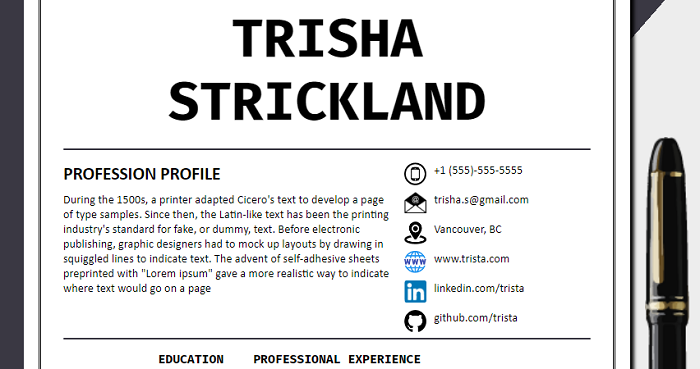 TRISHA
STRICKLAND
PROFESSION PROFILE
During the 1500s, a printer adapted Cicero's text to develop a page
of type samples. Since then, the Latin-like text has been the printing
industry's standard for fake, or dummy, text. Before electronic
publishing, graphic designers had to mock up layouts by drawing in
squiggled lines to indicate text. The advent of self-adhesive sheets
preprinted with "Lorem ipsum" gave a more realistic way to indicate
where text would go on a page
+1 (555)-555-5555
trisha.s@gmail.com
Vancouver, BC
WWW www.trista.com
in linkedin.com/trista
github.com/trista
EDUCATION PROFESSIONAL EXPERIENCE